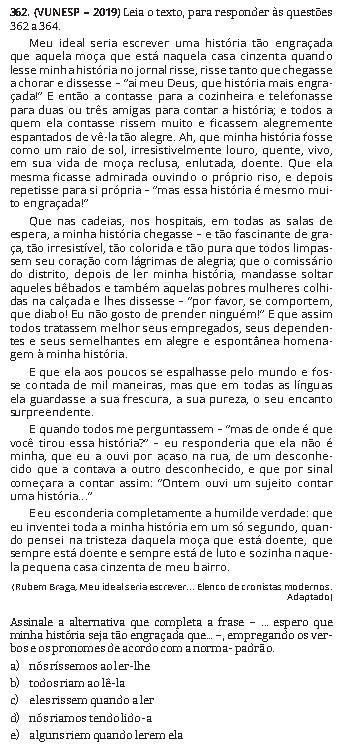 362. (VUNESP – 2019) Leia o texto, para responder às questões
362 a 364.
Meu ideal seria escrever uma história tão engraçada
que aquela moça que está naquela casa cinzenta quando
lesse minha história no jornal risse, risse tanto que chegasse
a chorar e dissesse – “ai meu Deus, que história mais engra-
çada!” E então a contasse para a cozinheira e telefonasse
para duas ou três amigas para contar a história; e todos a
quem ela contasse rissem muito e ficassem alegremente
espantados de vê-la tão alegre. Ah, que minha história fosse
como um raio de sol, irresistivelmente louro, quente, vivo,
em sua vida de moça reclusa, enlutada, doente. Que ela
mesma ficasse admirada ouvindo o próprio riso, e depois
repetisse para si própria – “mas essa história é mesmo mui-
to engraçada!”
Que nas cadeias, nos hospitais, em todas as salas de
espera, a minha história chegasse – e tão fascinante de gra-
ça, tão irresistível, tão colorida e tão pura que todos limpas-
sem seu coração com lágrimas de alegria; que o comissário
do distrito, depois de ler minha história, mandasse soltar
aqueles bêbados e também aquelas pobres mulheres colhi-
das na calçada e lhes dissesse – “por favor, se comportem,
que diabo! Eu não gosto de prender ninguém!” E que assim
todos tratassem melhor seus empregados, seus dependen-
tes e seus semelhantes em alegre e espontânea homena-
gem à minha história.
E que ela aos poucos se espalhasse pelo mundo e fos-
se contada de mil maneiras, mas que em todas as línguas
ela guardasse a sua frescura, a sua pureza, o seu encanto
surpreendente.
E quando todos me perguntassem – “mas de onde é que
você tirou essa história?” – eu responderia que ela não é
minha, que eu a ouvi por acaso na rua, de um desconhe-
cido que a contava a outro desconhecido, e que por sinal
começara a contar assim: “Ontem ouvi um sujeito contar
uma história...”
E eu esconderia completamente a humilde verdade: que
eu inventei toda a minha história em um só segundo, quan-
do pensei na tristeza daquela moça que está doente, que
sempre está doente e sempre está de luto e sozinha naque-
la pequena casa cinzenta de meu bairro.
(Rubem Braga, Meu ideal seria escrever... Elenco de cronistas modernos.
Adaptado)
Assinale a alternativa que completa a frase – ... espero que
minha história seja tão engraçada que... –, empregando os ver-
bos e os pronomes de acordo com a norma- padrão.
a) nós ríssemos ao ler-lhe
b) todos riam ao lê-la
c) eles rissem quando a ler
d) nós riamos tendo lido-a
e) alguns riem quando lerem ela